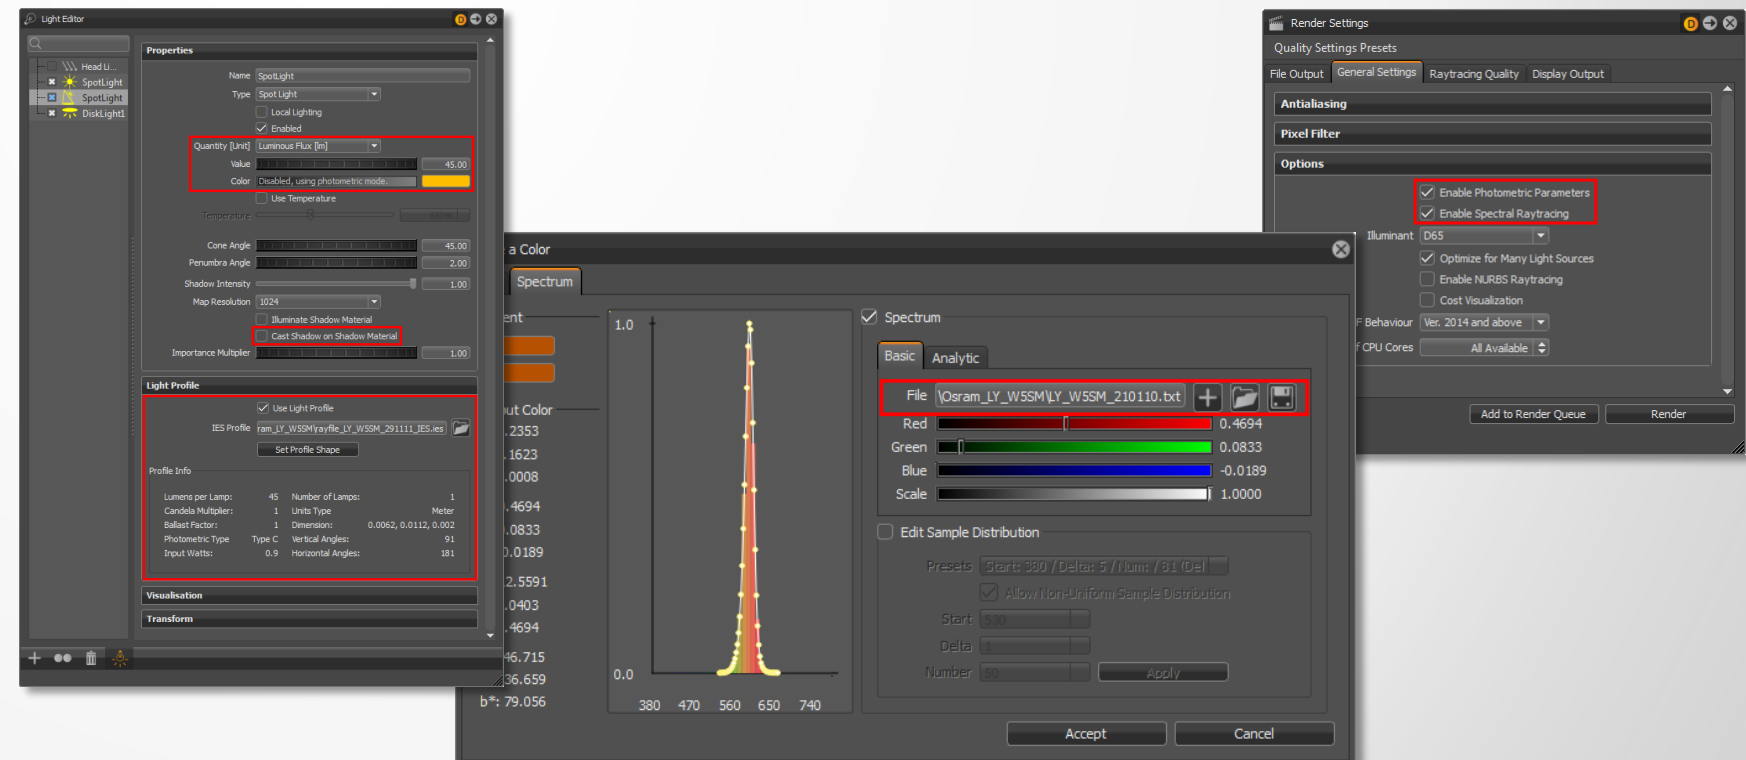 Light Editor
D
Head Li...
SpotLight
SpotLight
DiskLight1
Properties
Name SpotLight
Type Spot Light
Local Lighting
Enabled
Quantity [Unit] Luminous Flux [lm]
Value 45.00
Color Disabled, using photometric mode.
Use Temperature
Temperature
Cone Angle 45.00
Penumbra Angle 2.00
Shadow Intensity 1.00
Map Resolution 1024
Illuminate Shadow Material
Cast Shadow on Shadow Material
Importance Multiplier 1.00
Light Profile
Use Light Profile
IES Profile ram_LY_W5SM\rayfile_LY_W5SM_291111_IES.ies
Set Profile Shape
Profile Info
Lumens per Lamp: 45 Number of Lamps: 1
Candela Multiplier: 1 Units Type Meter
Ballast Factor: 1 Dimension: 0.0062, 0.0112, 0.002
Photometric Type Type C Vertical Angles: 91
Input Watts: 0.9 Horizontal Angles: 181
Visualisation
Transform
a Color
Spectrum
ent
ut Color
.2353
.1623
.0008
.4694
.0833
0.0189
2.5591
.0403
.4694
46.715
36.659
b*: 79.056
1.0
0.0
380 470 560 650 740
Spectrum
Basic Analytic
File \Osram_LY_W5SM\LY_W5SM_210110.txt
Red 0.4694
Green 0.0833
Blue -0.0189
Scale 1.0000
Edit Sample Distribution
Presets Start: 380 / Delta: 5 / Num: / 81 (Del
Allow Non-Uniform Sample Distribution
Start 530
Delta 1
Number 50 Apply
Accept Cancel
Render Settings
D
Quality Settings Presets
File Output General Settings Raytracing Quality Display Output
Antialiasing
Pixel Filter
Options
Enable Photometric Parameters
Enable Spectral Raytracing
Illuminant D65
Optimize for Many Light Sources
Enable NURBS Raytracing
Cost Visualization
F Behaviour Ver. 2014 and above
f CPU Cores All Available
Add to Render Queue Render